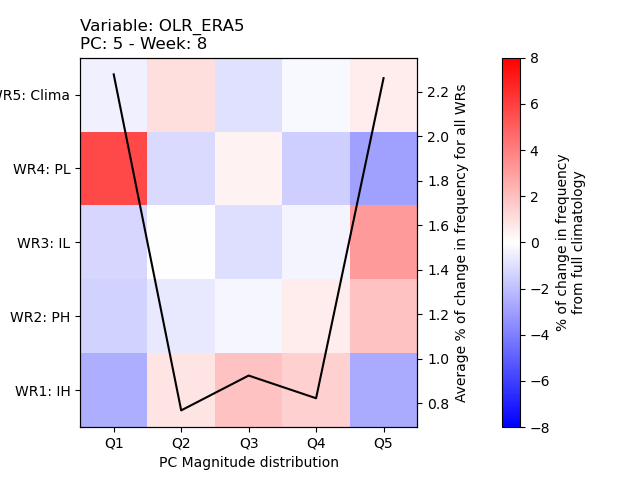 Variable: OLR_ERA5
PC: 5 - Week: 8
WR5: Clima
WR4: PL
WR3: IL
WR2: PH
WR1: IH
Q1 Q2 Q3 Q4 Q5
PC Magnitude distribution
2.2
2.0
1.8
1.6
1.4
1.2
1.0
0.8
Average % of change in frequency for all WRs
8
6
4
2
0
−2
−4
−6
−8
% of change in frequency
from full climatology